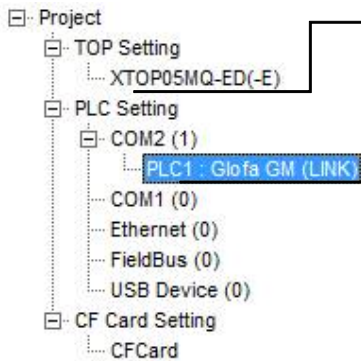 Project
TOP Setting
XTOP05MQ-ED(-E)
PLC Setting
COM2 (1)
PLC1 : Glofa GM (LINK)
COM1 (0)
Ethernet (0)
FieldBus (0)
USB Device (0)
CF Card Setting
CFCard